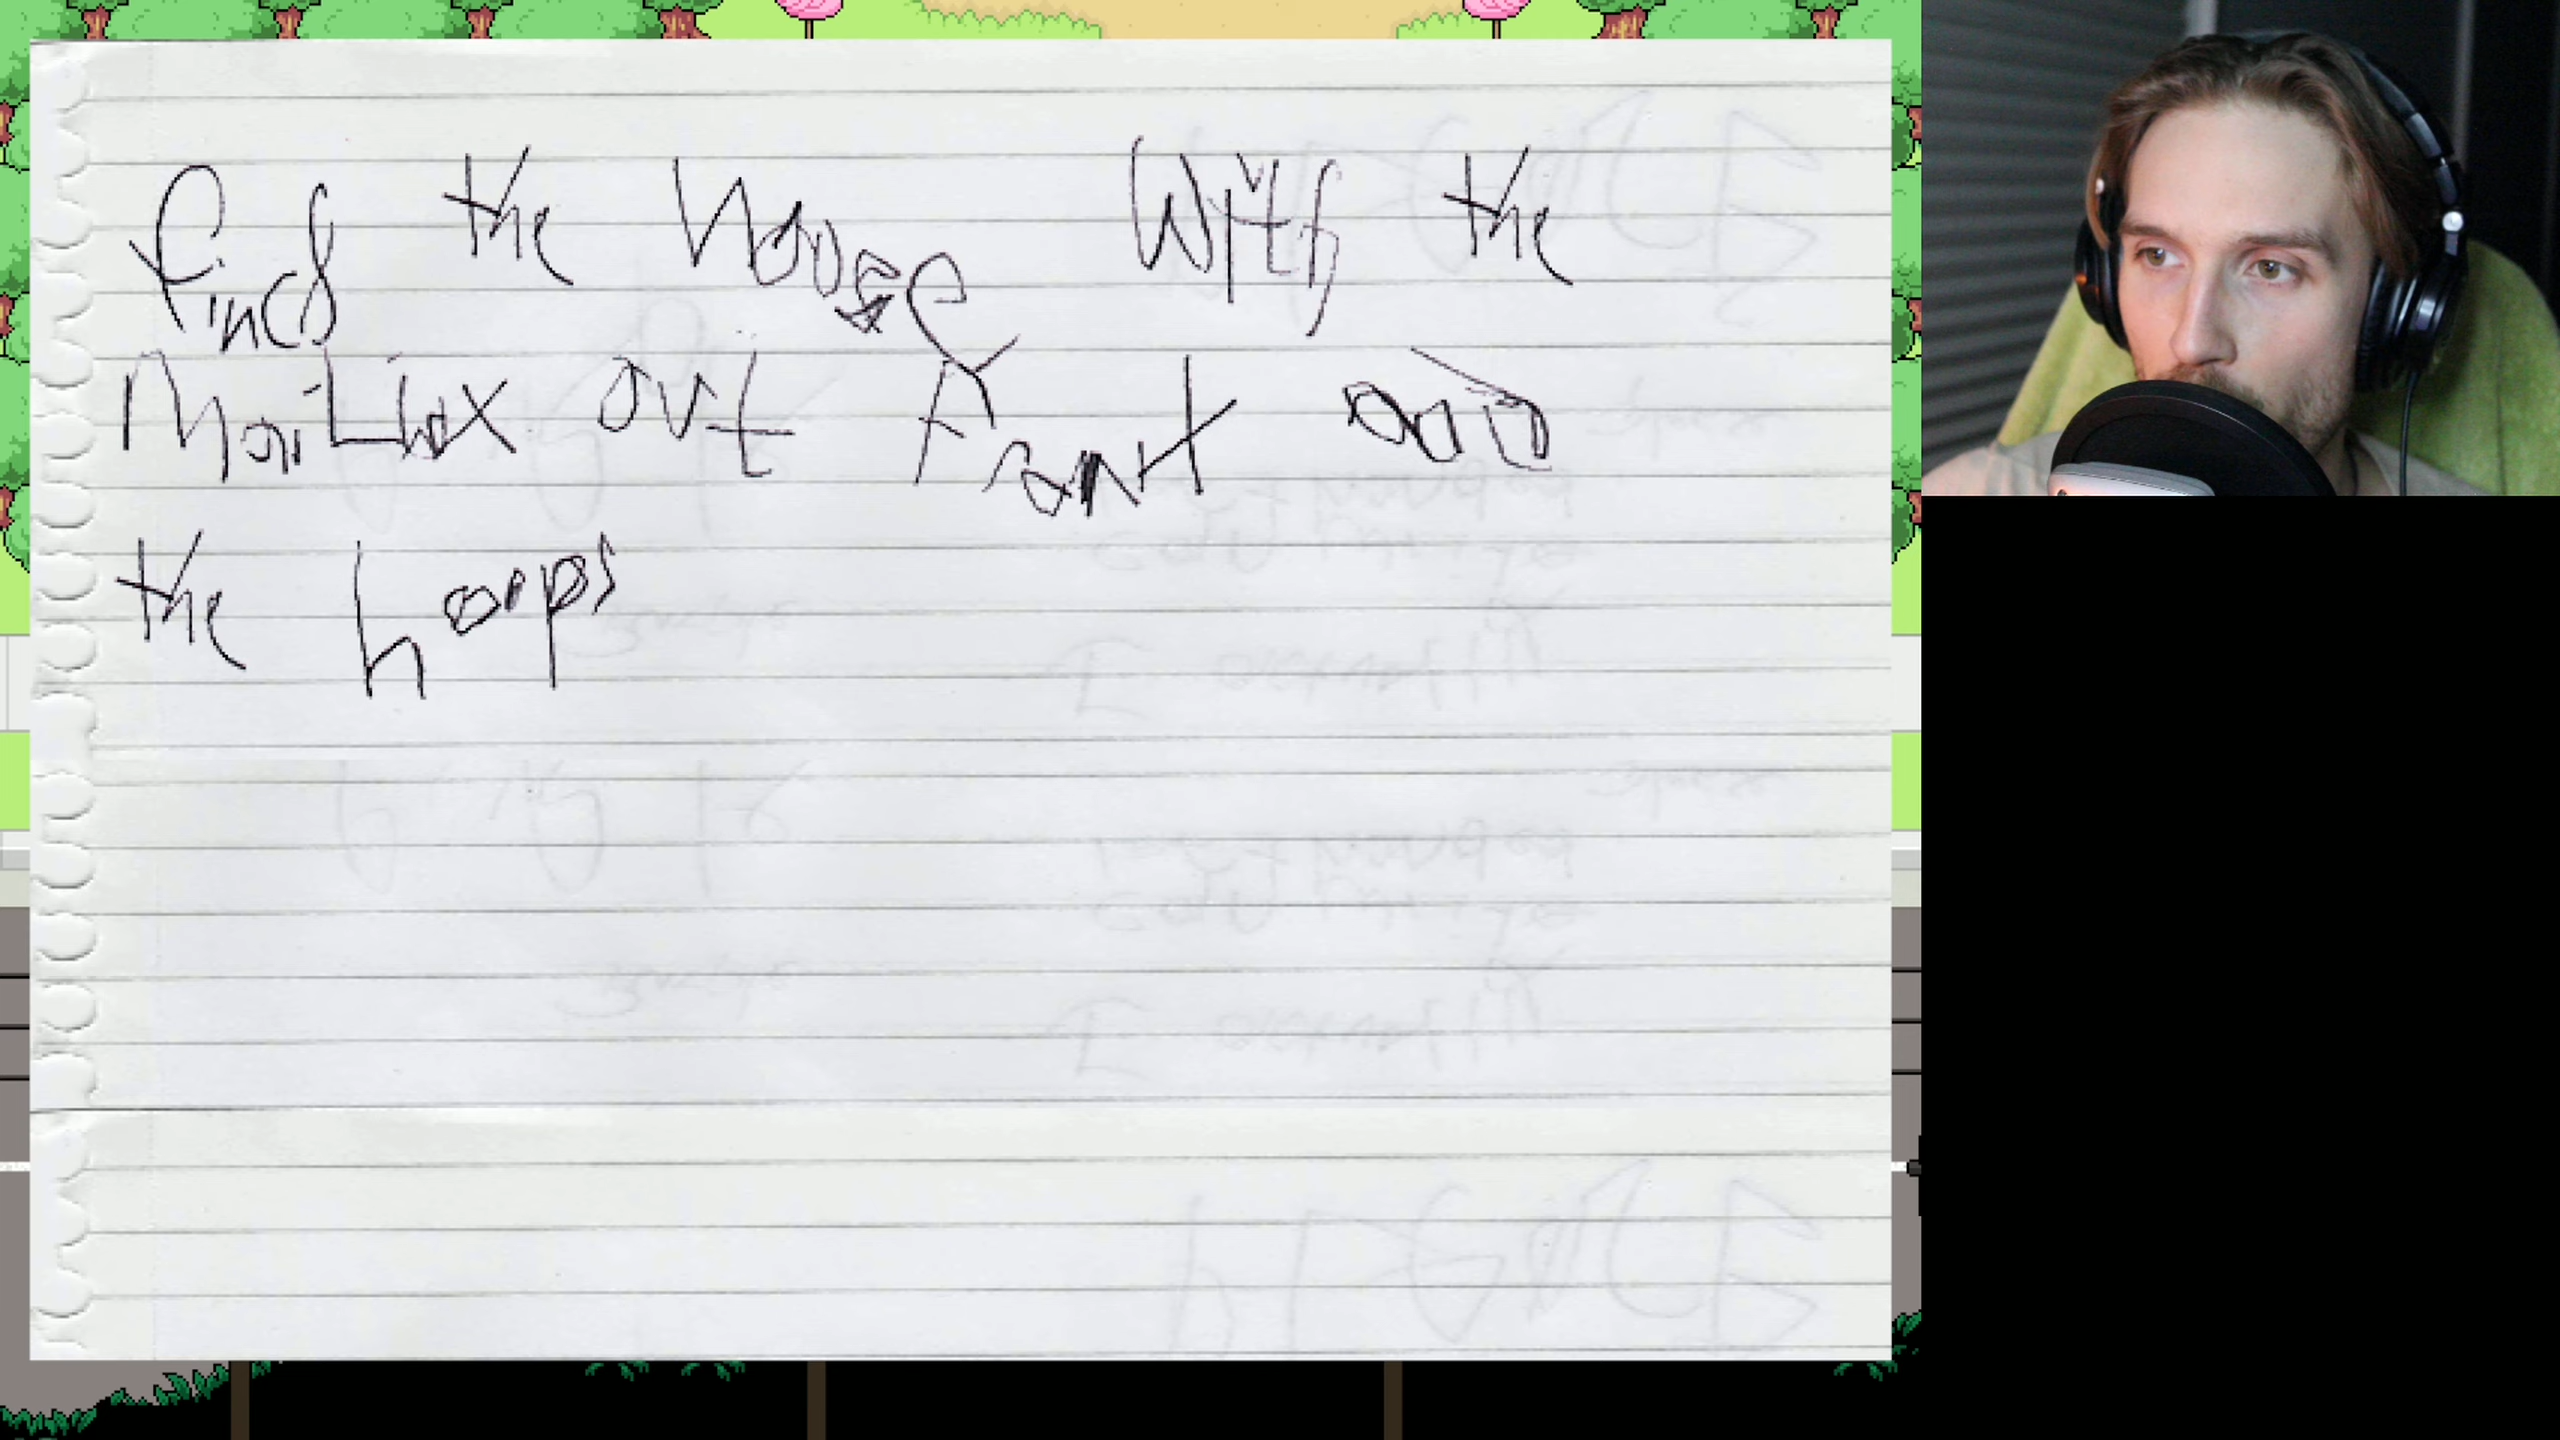 find the house with the
Mailbox out front and
the hoops